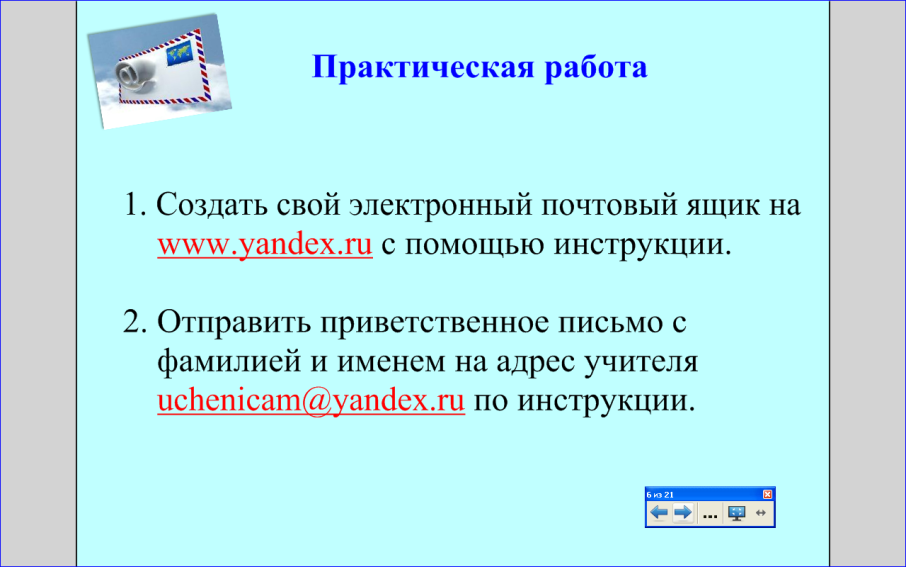 Практическая работа
1. Создать свой электронный почтовый ящик на
www.yandex.ru с помощью инструкции.
2. Отправить приветственное письмо с
фамилией и именем на адрес учителя
uchenicam@yandex.ru по инструкции.
6 из 21